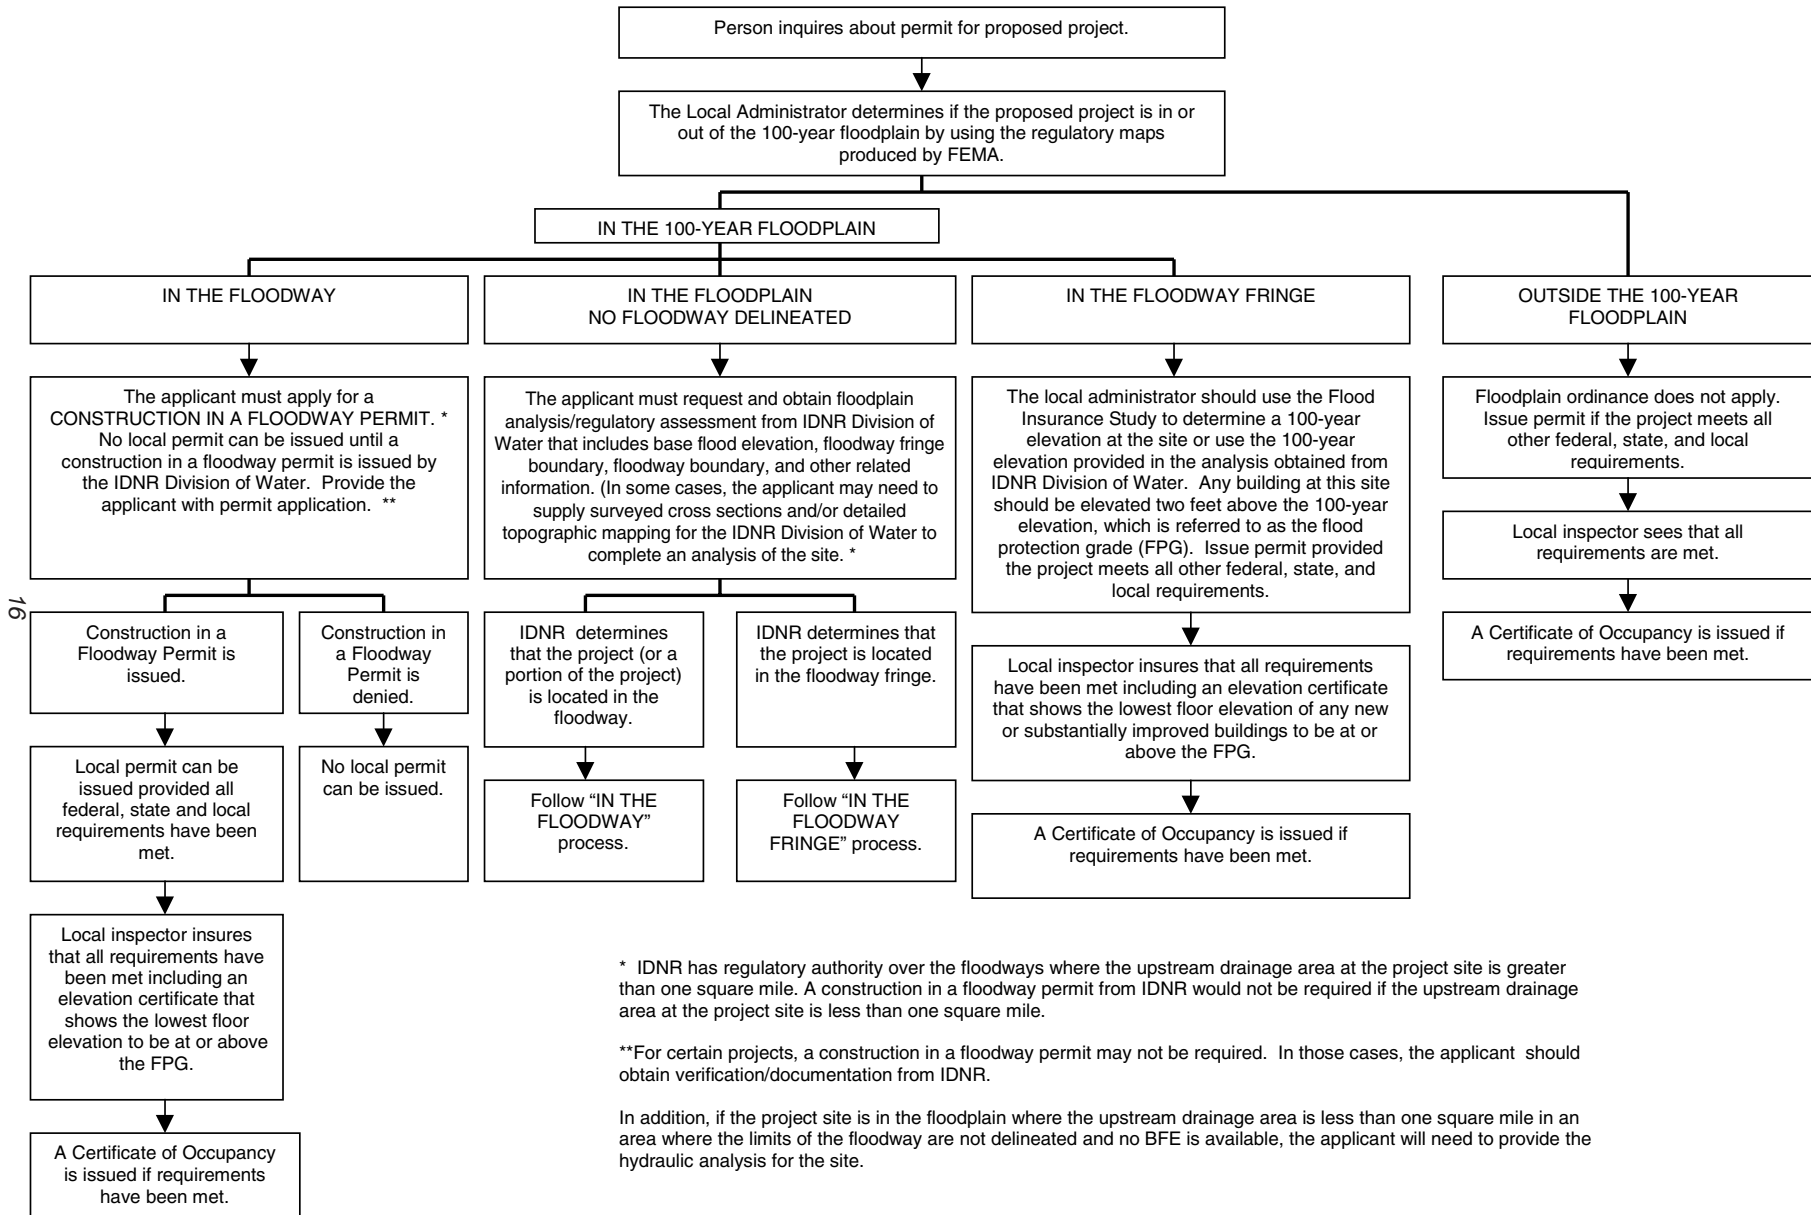 Person inquires about permit for proposed project.
The Local Administrator determines if the proposed project is in or
out of the 100-year floodplain by using the regulatory maps
produced by FEMA.
IN THE 100-YEAR FLOODPLAIN
IN THE FLOODWAY
The applicant must apply for a
CONSTRUCTION IN A FLOODWAY PERMIT. *
No local permit can be issued until a
construction in a floodway permit is issued by
the IDNR Division of Water.  Provide the
applicant with permit application.  **
Construction in a
Floodway Permit is
issued.
Local permit can be
issued provided all
federal, state and local
requirements have been
met.
Local inspector insures
that all requirements have
been met including an
elevation certificate that
shows the lowest floor
elevation to be at or above
the FPG.
A Certificate of Occupancy
is issued if requirements
have been met.
Construction in
a Floodway
Permit is
denied.
No local permit
can be issued.
IN THE FLOODPLAIN
NO FLOODWAY DELINEATED
The applicant must request and obtain floodplain
analysis/regulatory assessment from IDNR Division of
Water that includes base flood elevation, floodway fringe
boundary, floodway boundary, and other related
information. (In some cases, the applicant may need to
supply surveyed cross sections and/or detailed
topographic mapping for the IDNR Division of Water to
complete an analysis of the site. *
IDNR  determines
that the project (or a
portion of the project)
is located in the
floodway.
Follow “IN THE
FLOODWAY”
process.
IDNR determines that
the project is located
in the floodway fringe.
Follow “IN THE
FLOODWAY
FRINGE” process.
IN THE FLOODWAY FRINGE
The local administrator should use the Flood
Insurance Study to determine a 100-year
elevation at the site or use the 100-year
elevation provided in the analysis obtained from
IDNR Division of Water.  Any building at this site
should be elevated two feet above the 100-year
elevation, which is referred to as the flood
protection grade (FPG).  Issue permit provided
the project meets all other federal, state, and
local requirements.
Local inspector insures that all requirements
have been met including an elevation certificate
that shows the lowest floor elevation of any new
or substantially improved buildings to be at or
above the FPG.
A Certificate of Occupancy is issued if
requirements have been met.
OUTSIDE THE 100-YEAR
FLOODPLAIN
Floodplain ordinance does not apply.
Issue permit if the project meets all
other federal, state, and local
requirements.
Local inspector sees that all
requirements are met.
A Certificate of Occupancy is issued if
requirements have been met.
*  IDNR has regulatory authority over the floodways where the upstream drainage area at the project site is greater
than one square mile. A construction in a floodway permit from IDNR would not be required if the upstream drainage
area at the project site is less than one square mile.
**For certain projects, a construction in a floodway permit may not be required.  In those cases, the applicant  should
obtain verification/documentation from IDNR.
In addition, if the project site is in the floodplain where the upstream drainage area is less than one square mile in an
area where the limits of the floodway are not delineated and no BFE is available, the applicant will need to provide the
hydraulic analysis for the site.
16